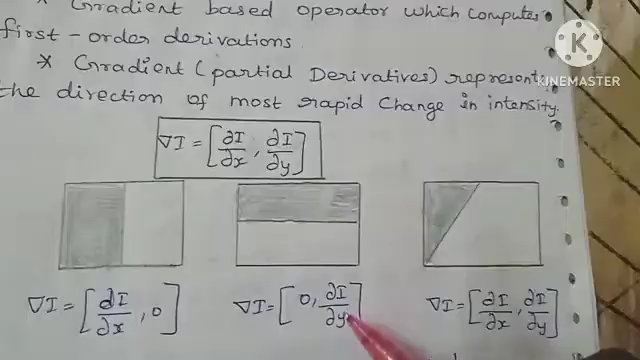 * Gradient based operator which computes
first-order derivations.
* Gradient (partial Derivatives) represent
the direction of most rapid change in intensity.
∇I = [∂I/∂x, ∂I/∂y]
∇I = [∂I/∂x, 0]
∇I = [0, ∂I/∂y]
∇I = [∂I/∂x, ∂I/∂y]
K
KINEMASTER